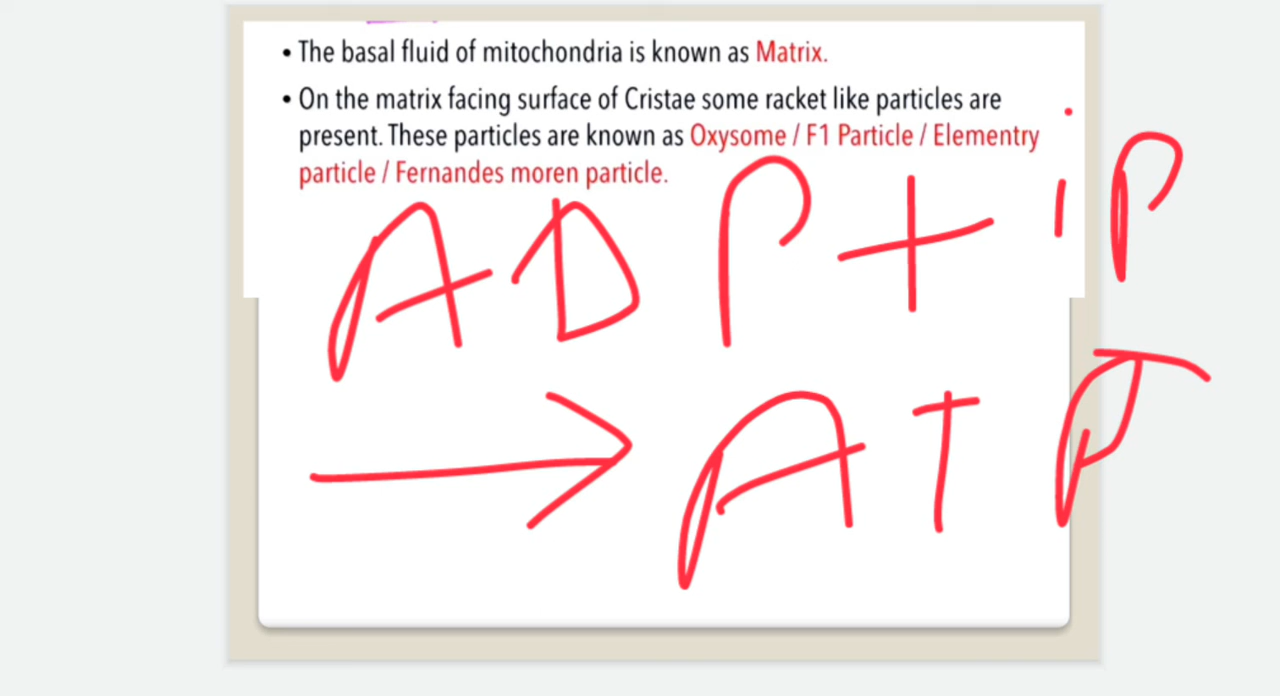 • The basal fluid of mitochondria is known as Matrix.
• On the matrix facing surface of Cristae some racket like particles are
present. These particles are known as Oxysome / F1 Particle / Elementry
particle / Fernandes moren particle.
ADP + iP
→ ATP